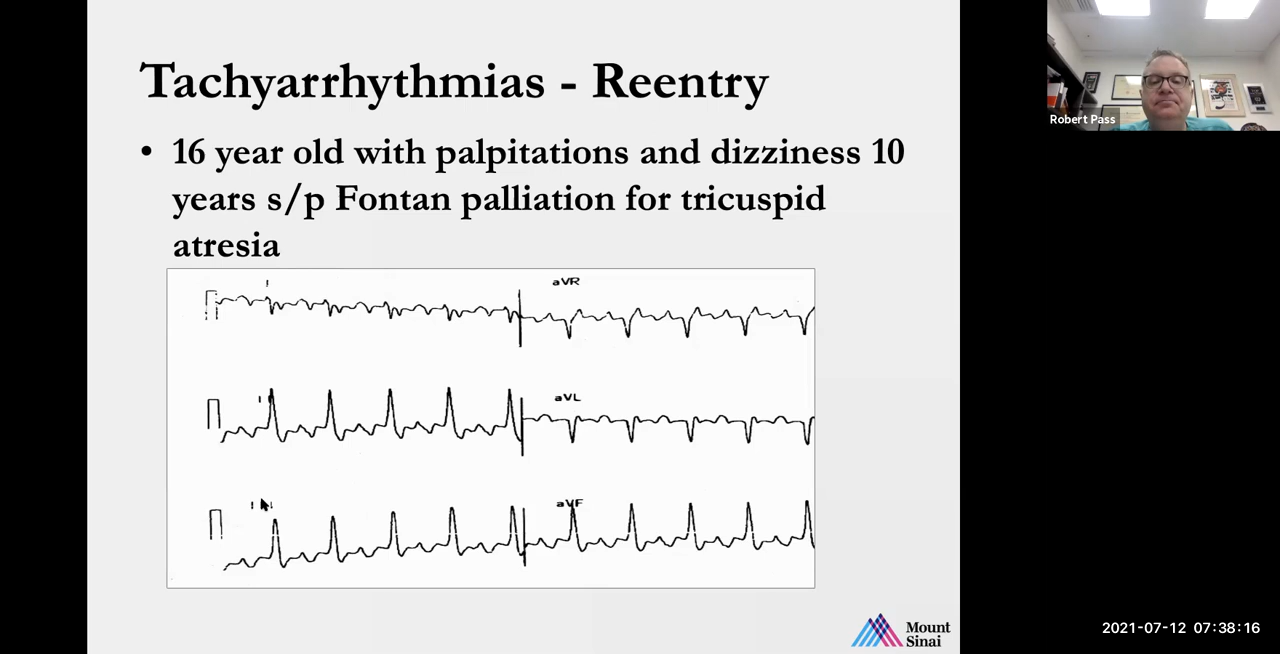 Tachyarrhythmias - Reentry
• 16 year old with palpitations and dizziness 10
years s/p Fontan palliation for tricuspid
atresia
aVR
aVL
aVF
Mount
Sinai
Robert Pass
2021-07-12 07:38:16